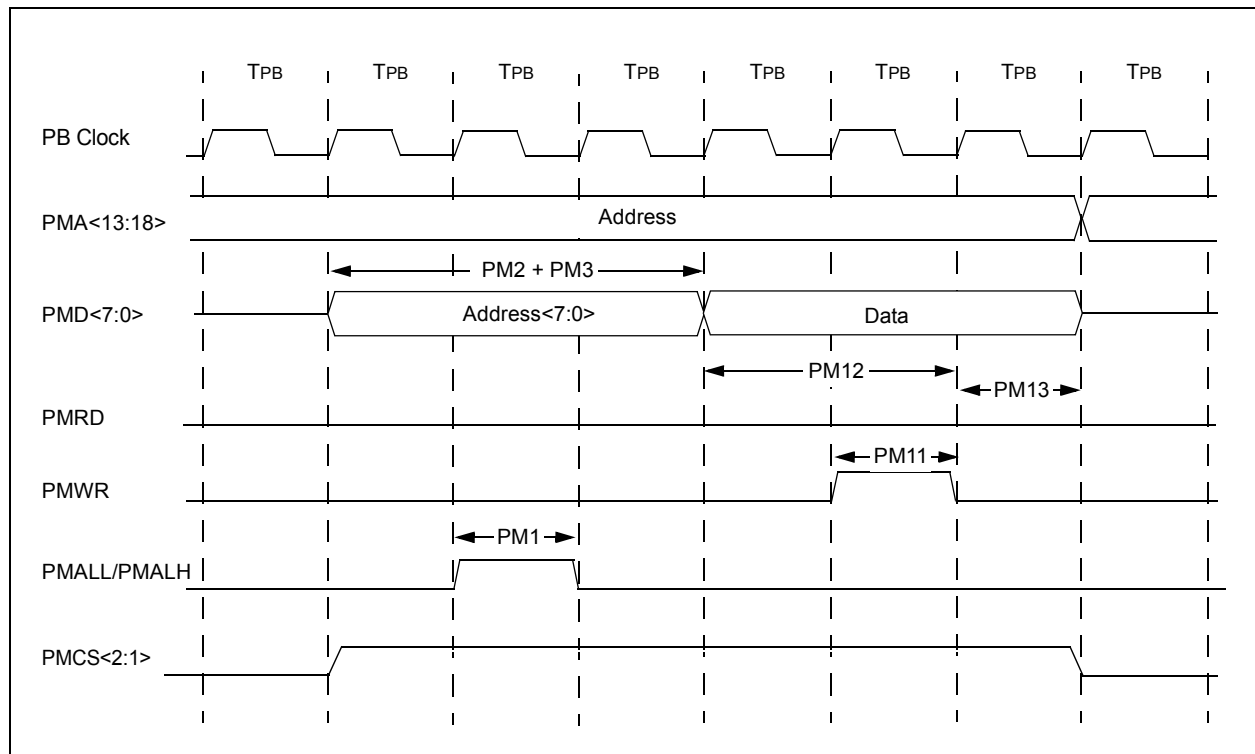 TPB TPB TPB TPB TPB TPB TPB TPB
PB Clock
PMA<13:18> Address
PM2 + PM3
PMD<7:0> Address<7:0> Data
PM12
PM13
PMRD
PM11
PMWR
PM1
PMALL/PMALH
PMCS<2:1>